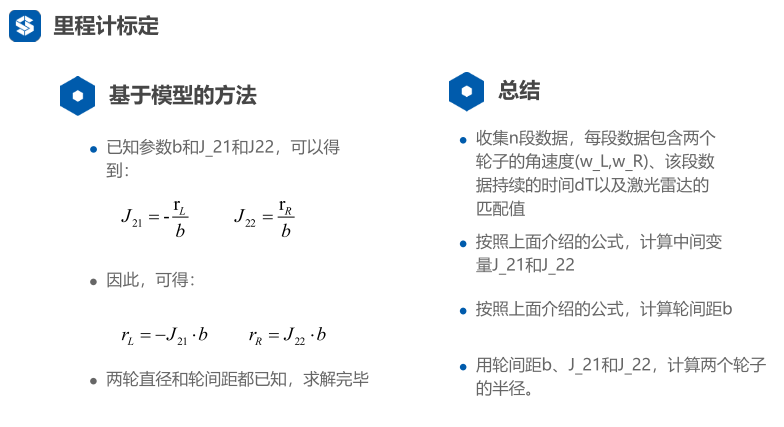 里程计标定
基于模型的方法
已知参数b和J_21和J22，可以得
到：
J_{21} = -\frac{r_L}{b}  J_{22} = \frac{r_R}{b}
因此，可得：
r_L = -J_{21} \cdot b  r_R = J_{22} \cdot b
两轮直径和轮间距都已知，求解完毕
总结
收集n段数据，每段数据包含两个
轮子的角速度(w_L,w_R)、该段数
据持续的时间dT以及激光雷达的
匹配值
按照上面介绍的公式，计算中间变
量J_21和J_22
按照上面介绍的公式，计算轮间距b
用轮间距b、J_21和J_22，计算两个轮子
的半径。